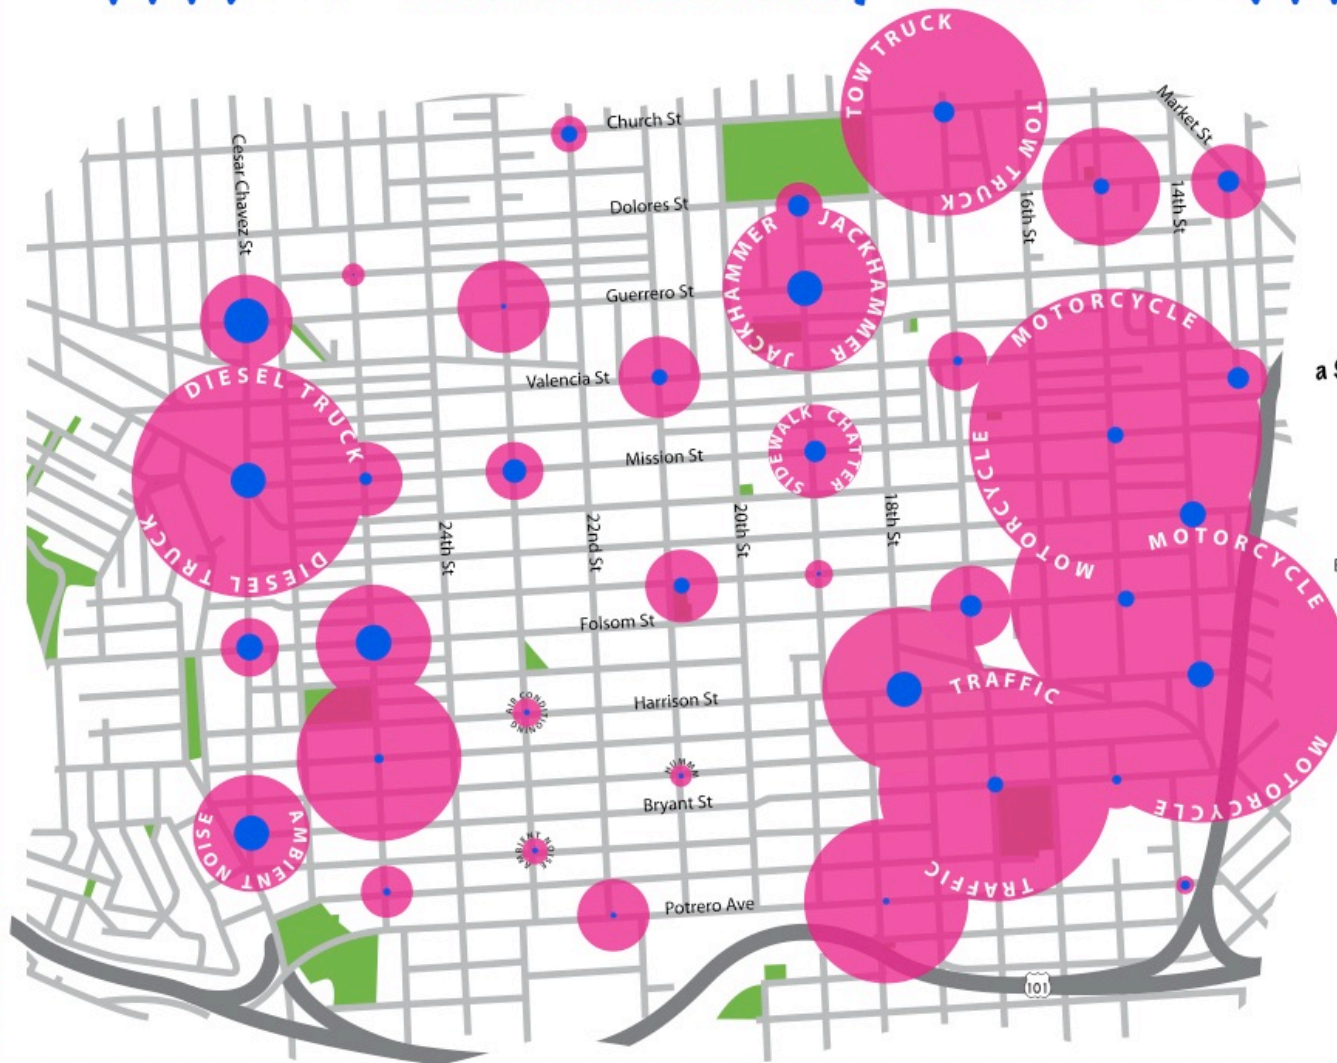 TOW TRUCK
TOW TRUCK
Market St
Church St
Cesar Chavez St
Dolores St
16th St
14th St
JACKHAMMER
JACKHAMMER
JACKHAMMER
Guerrero St
MOTORCYCLE
MOTORCYCLE
MOTOR
a S
DIESEL TRUCK
DIESEL TRUCK
Valencia St
SIDEWALK CHATTER
Mission St
24th St
22nd St
20th St
18th St
MOTORCYCLE
MOTORCYCLE
E
Folsom St
TRAFFIC
TRAFFIC
Harrison St
AIR CONDITIONING
HUMMM
Bryant St
AMBIENT NOISE
AMBIENT NOISE
Potrero Ave
101